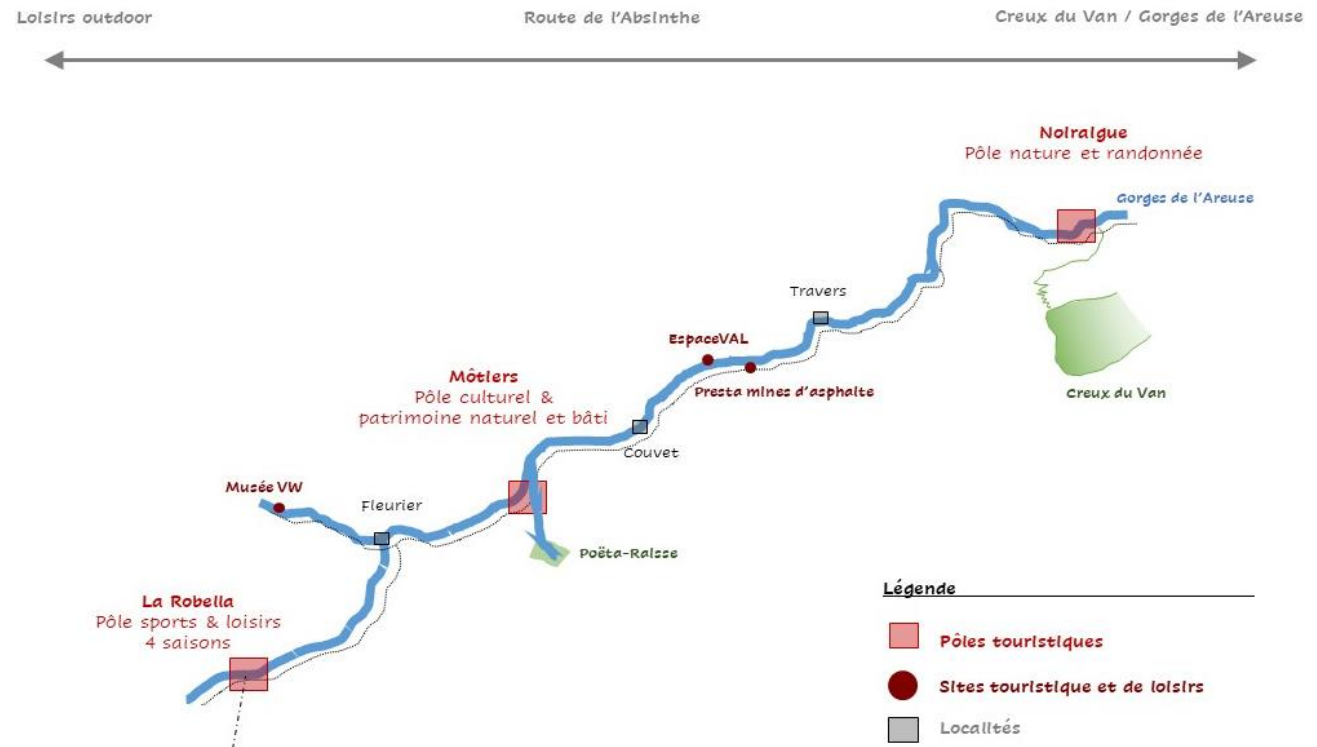 Loisirs outdoor
Route de l'Absinthe
Creux du Van / Gorges de l'Areuse
Noiraigue
Pôle nature et randonnée
Gorges de l'Areuse
Travers
EspaceVAL
Presta mines d'asphalte
Creux du Van
Môtiers
Pôle culturel &
patrimoine naturel et bâti
Couvet
Musée VW
Fleurier
Poëta-Raisse
La Robella
Pôle sports & loisirs
4 saisons
Légende
Pôles touristiques
Sites touristique et de loisirs
Localités